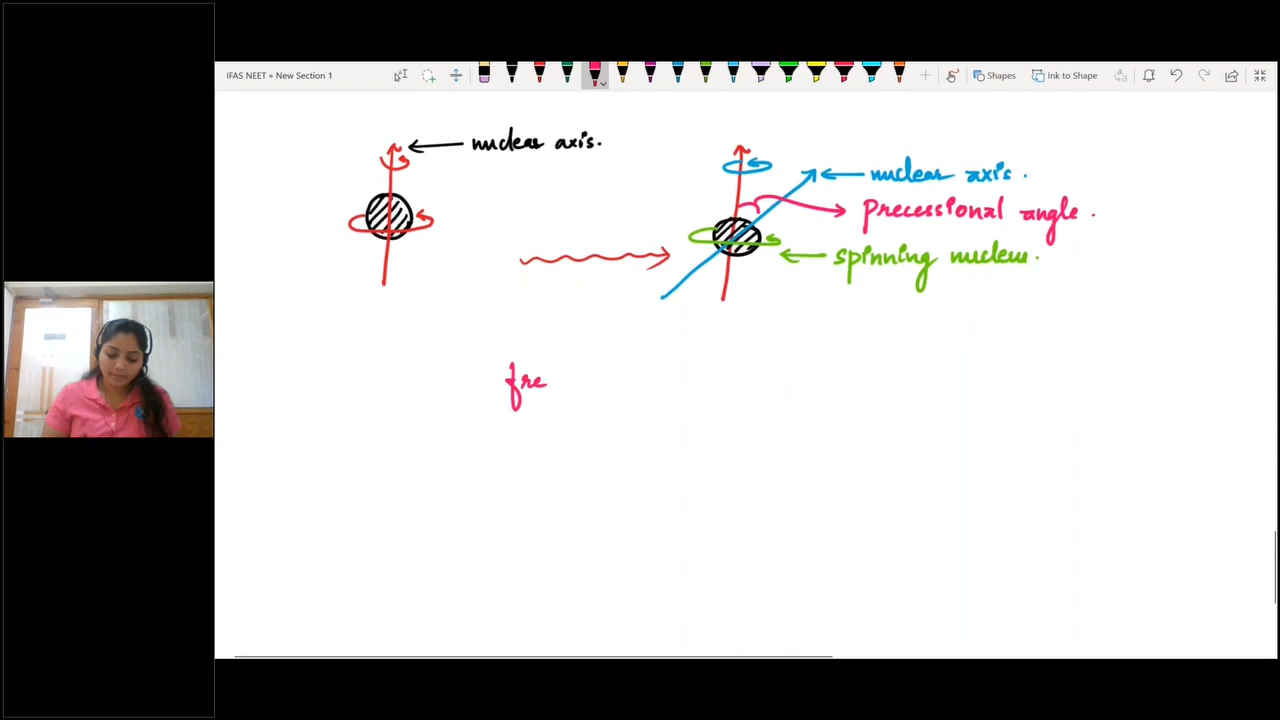 IFAS NEET » New Section 1
Shapes
Ink to Shape
nuclear axis.
nuclear axis.
precessional angle.
spinning nucleus.
fre